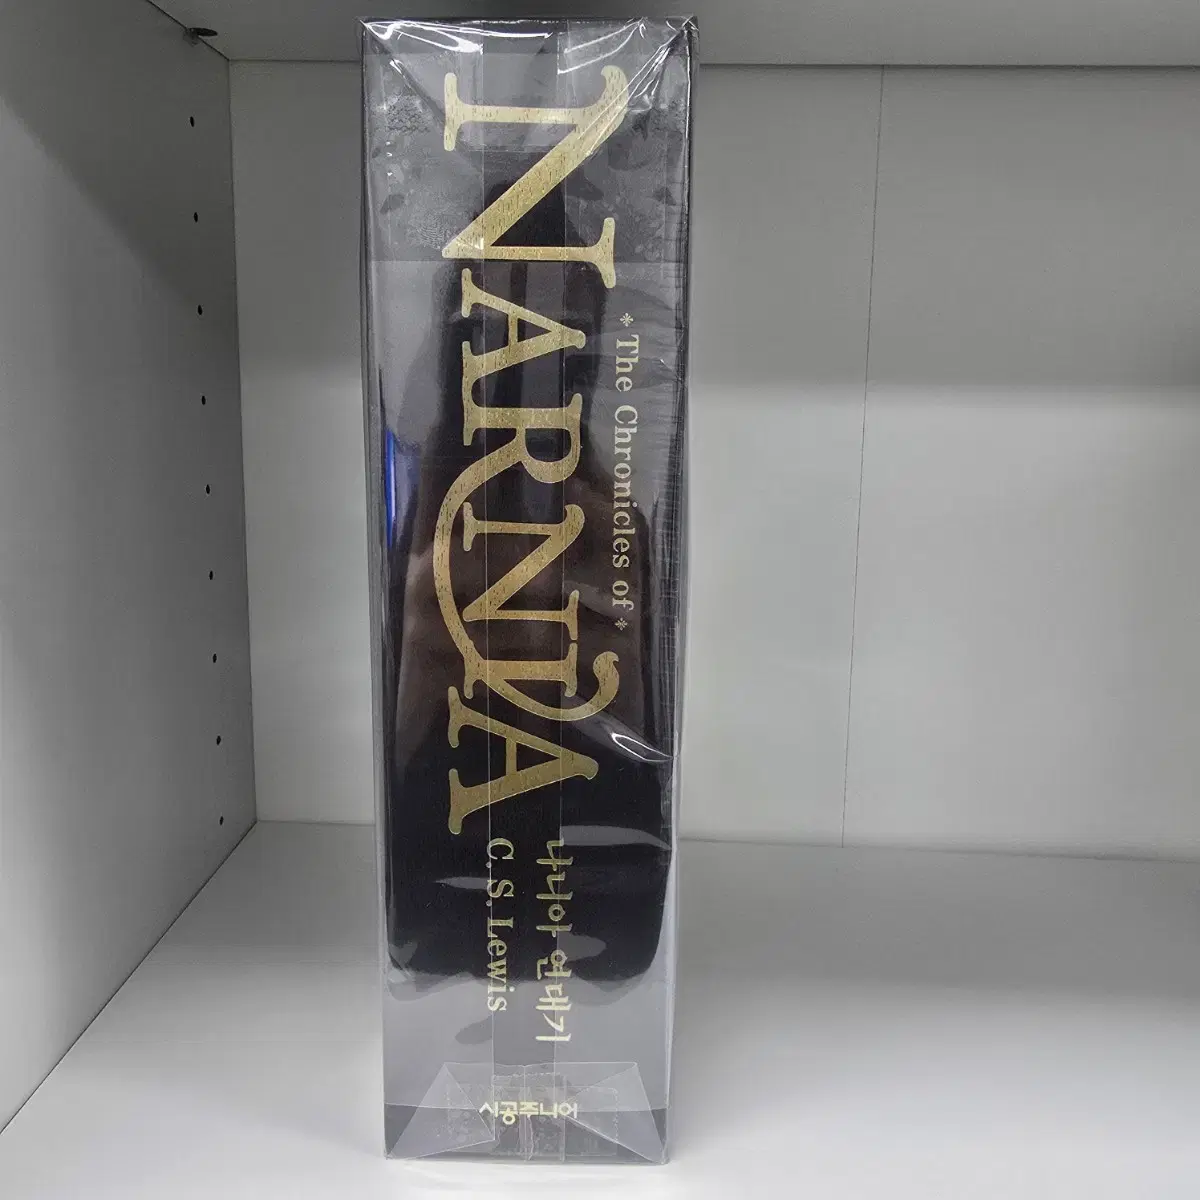 The Chronicles of
NARNIA
나니아 연대기
C. S. Lewis
시공주니어